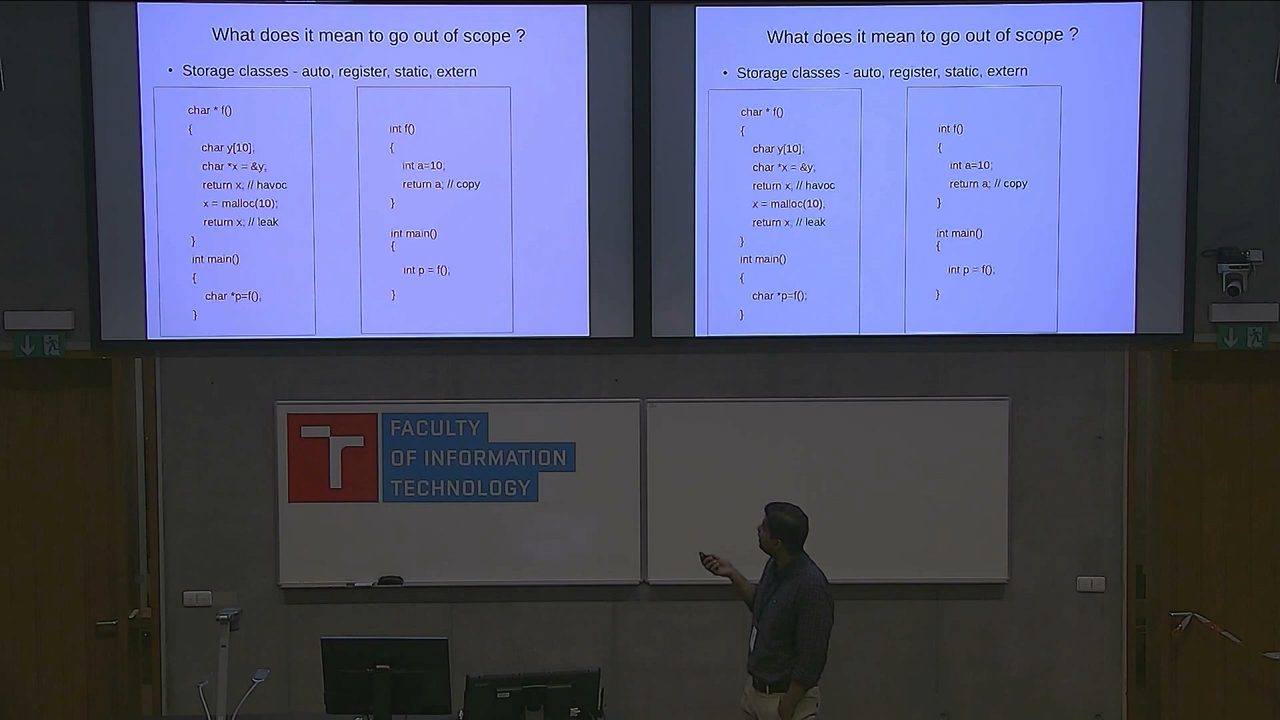 What does it mean to go out of scope ?
• Storage classes - auto, register, static, extern
char * f()
{
char y[10];
char *x = &y;
return x; // havoc
x = malloc(10);
return x; // leak
}
int main()
{
char *p=f();
}
int f()
{
int a=10;
return a; // copy
}
int main()
{
int p = f();
}
What does it mean to go out of scope ?
• Storage classes - auto, register, static, extern
char * f()
{
char y[10];
char *x = &y;
return x; // havoc
x = malloc(10);
return x; // leak
}
int main()
{
char *p=f();
}
int f()
{
int a=10;
return a; // copy
}
int main()
{
int p = f();
}
FACULTY
OF INFORMATION
TECHNOLOGY